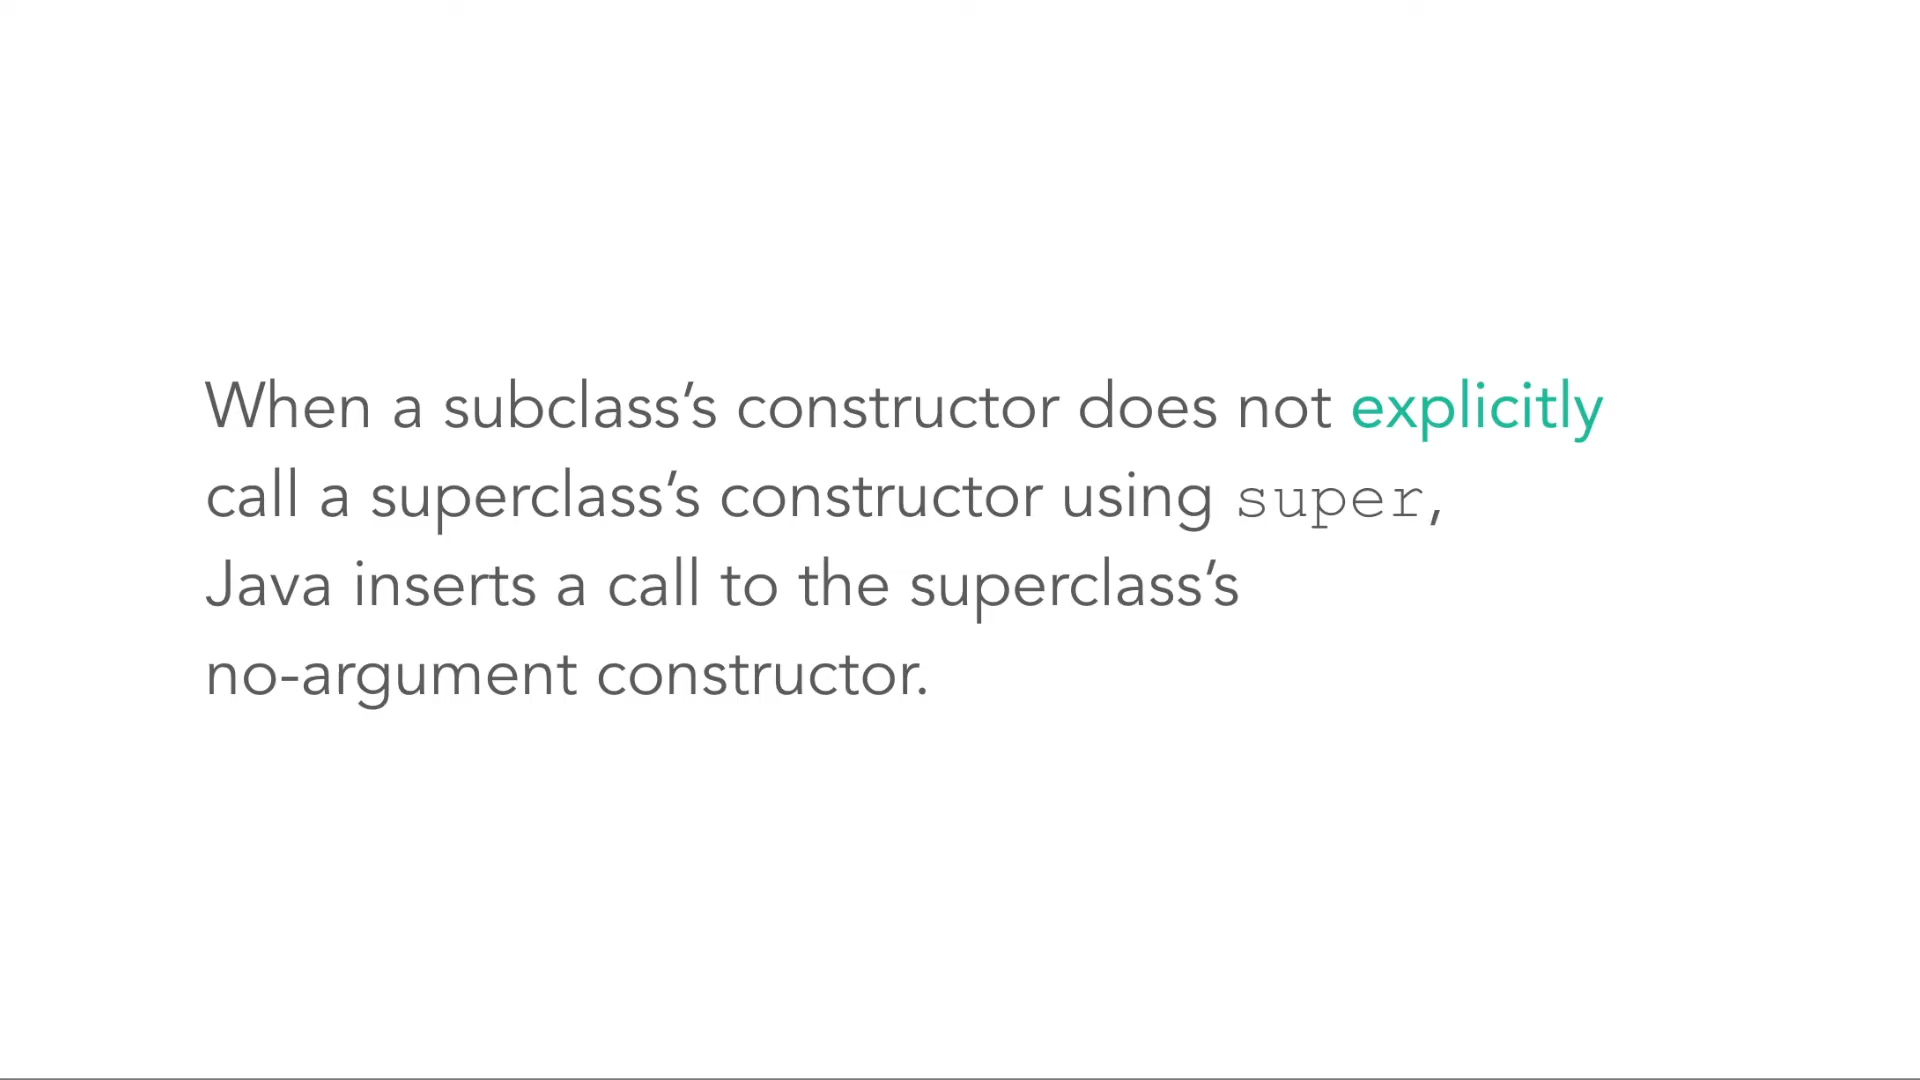 When a subclass’s constructor does not explicitly
call a superclass’s constructor using super,
Java inserts a call to the superclass’s
no-argument constructor.